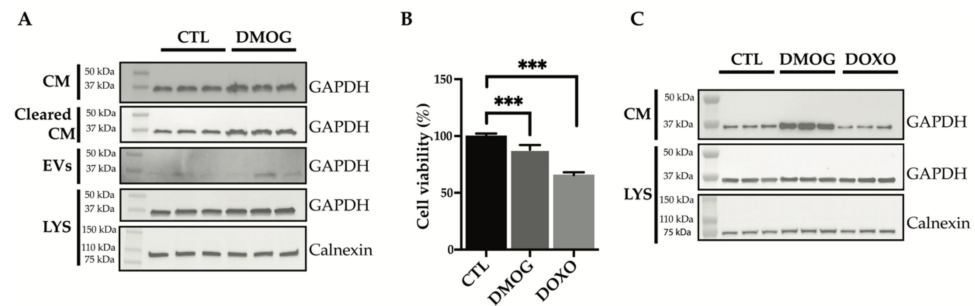 A
CTL DMOG
CM
50 kDa
37 kDa
GAPDH
Cleared
CM
50 kDa
37 kDa
GAPDH
EVs
50 kDa
37 kDa
GAPDH
LYS
50 kDa
37 kDa
GAPDH
150 kDa
110 kDa
75 kDa
Calnexin
B
Cell viability (%)
150
100
50
0
***
***
CTL
DMOG
DOXO
C
CTL DMOG DOXO
CM
50 kDa
37 kDa
GAPDH
LYS
50 kDa
37 kDa
GAPDH
150 kDa
110 kDa
75 kDa
Calnexin